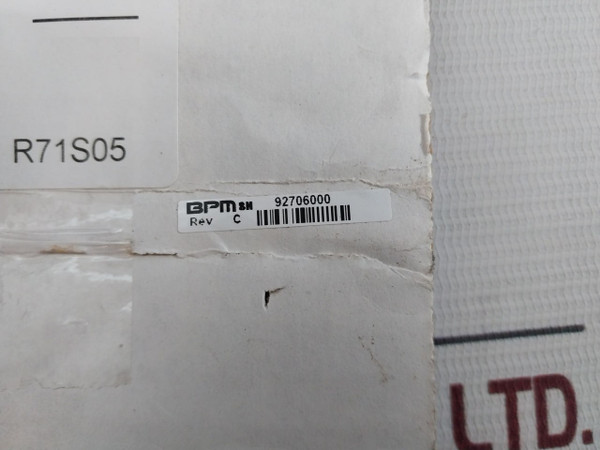 R71S05
BPM SN 92706000
Rev C
LTD.